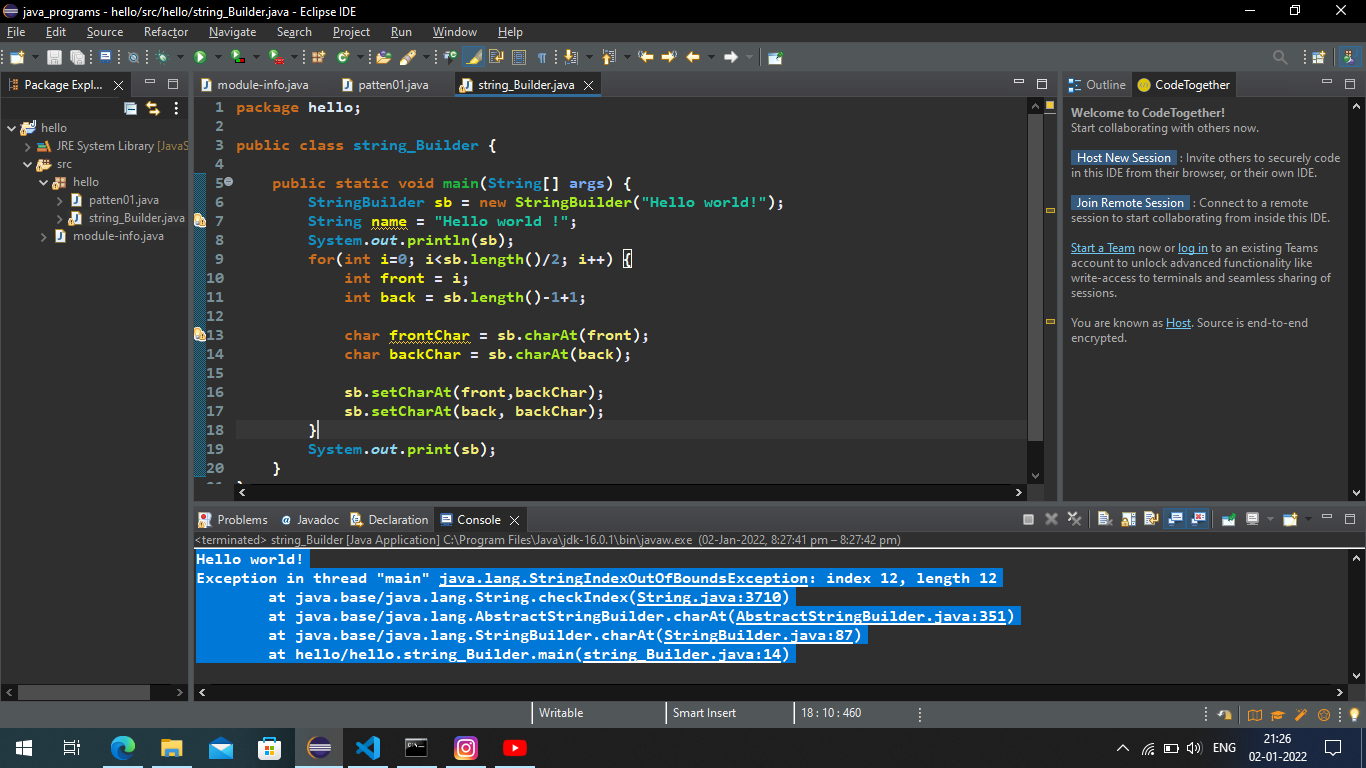 java_programs - hello/src/hello/string_Builder.java - Eclipse IDE
File Edit Source Refactor Navigate Search Project Run Window Help
Package Expl...
hello
JRE System Library [JavaS
src
hello
patten01.java
string_Builder.java
module-info.java
module-info.java patten01.java string_Builder.java
1 package hello;
2
3 public class string_Builder {
4
5 public static void main(String[] args) {
6 StringBuilder sb = new StringBuilder("Hello world!");
7 String name = "Hello world !";
8 System.out.println(sb);
9 for(int i=0; i<sb.length()/2; i++) {
10 int front = i;
11 int back = sb.length()-1+1;
12
13 char frontChar = sb.charAt(front);
14 char backChar = sb.charAt(back);
15
16 sb.setCharAt(front,backChar);
17 sb.setCharAt(back, backChar);
18 }
19 System.out.print(sb);
20 }
Outline CodeTogether
Welcome to CodeTogether!
Start collaborating with others now.
Host New Session : Invite others to securely code
in this IDE from their browser, or their own IDE.
Join Remote Session : Connect to a remote
session to start collaborating from inside this IDE.
Start a Team now or log in to an existing Teams
account to unlock advanced functionality like
write-access to terminals and seamless sharing of
sessions.
You are known as Host. Source is end-to-end
encrypted.
Problems @ Javadoc Declaration Console
<terminated> string_Builder [Java Application] C:\Program Files\Java\jdk-16.0.1\bin\javaw.exe (02-Jan-2022, 8:27:41 pm – 8:27:42 pm)
Hello world!
Exception in thread "main" java.lang.StringIndexOutOfBoundsException: index 12, length 12
at java.base/java.lang.String.checkIndex(String.java:3710)
at java.base/java.lang.AbstractStringBuilder.charAt(AbstractStringBuilder.java:351)
at java.base/java.lang.StringBuilder.charAt(StringBuilder.java:87)
at hello/hello.string_Builder.main(string_Builder.java:14)
Writable Smart Insert 18 : 10 : 460
ENG 21:26
02-01-2022